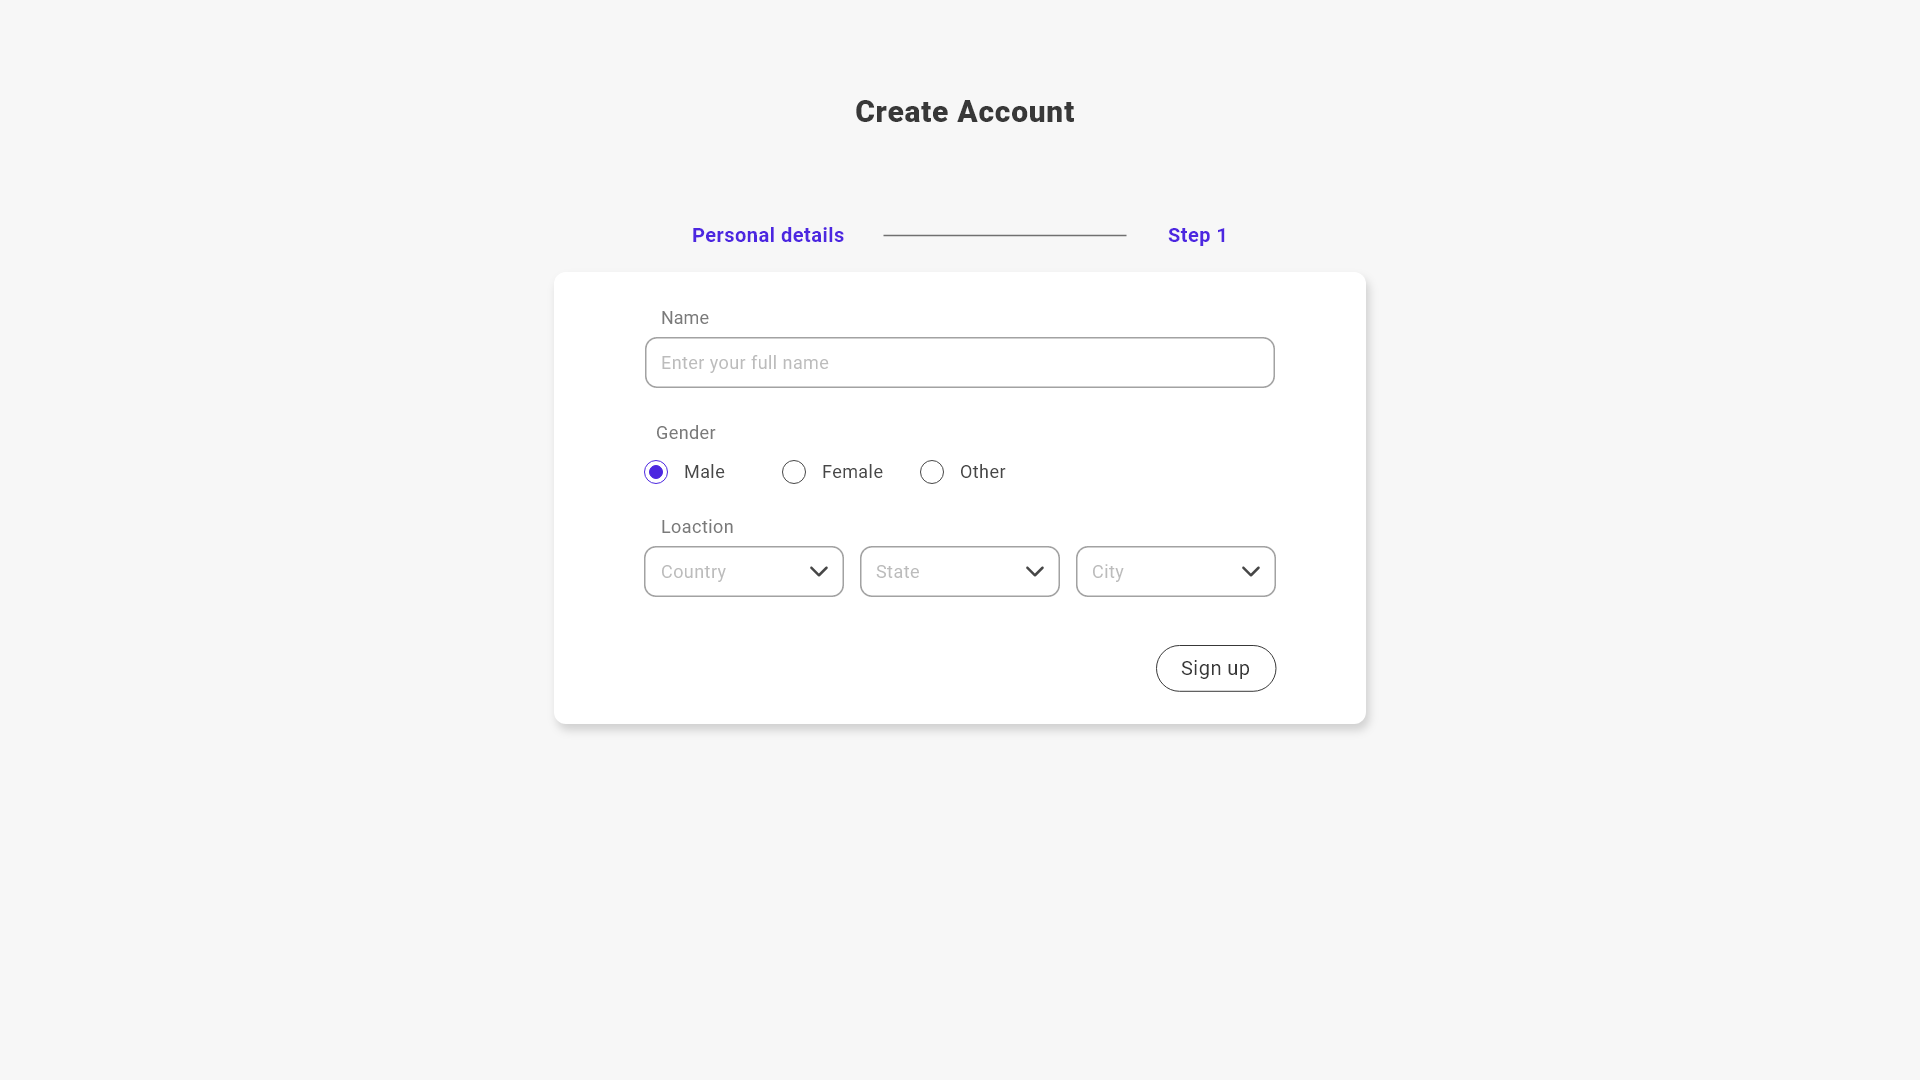 Create Account
Personal details Step 1
Name
Enter your full name
Gender
Male Female Other
Loaction
Country State City
Sign up